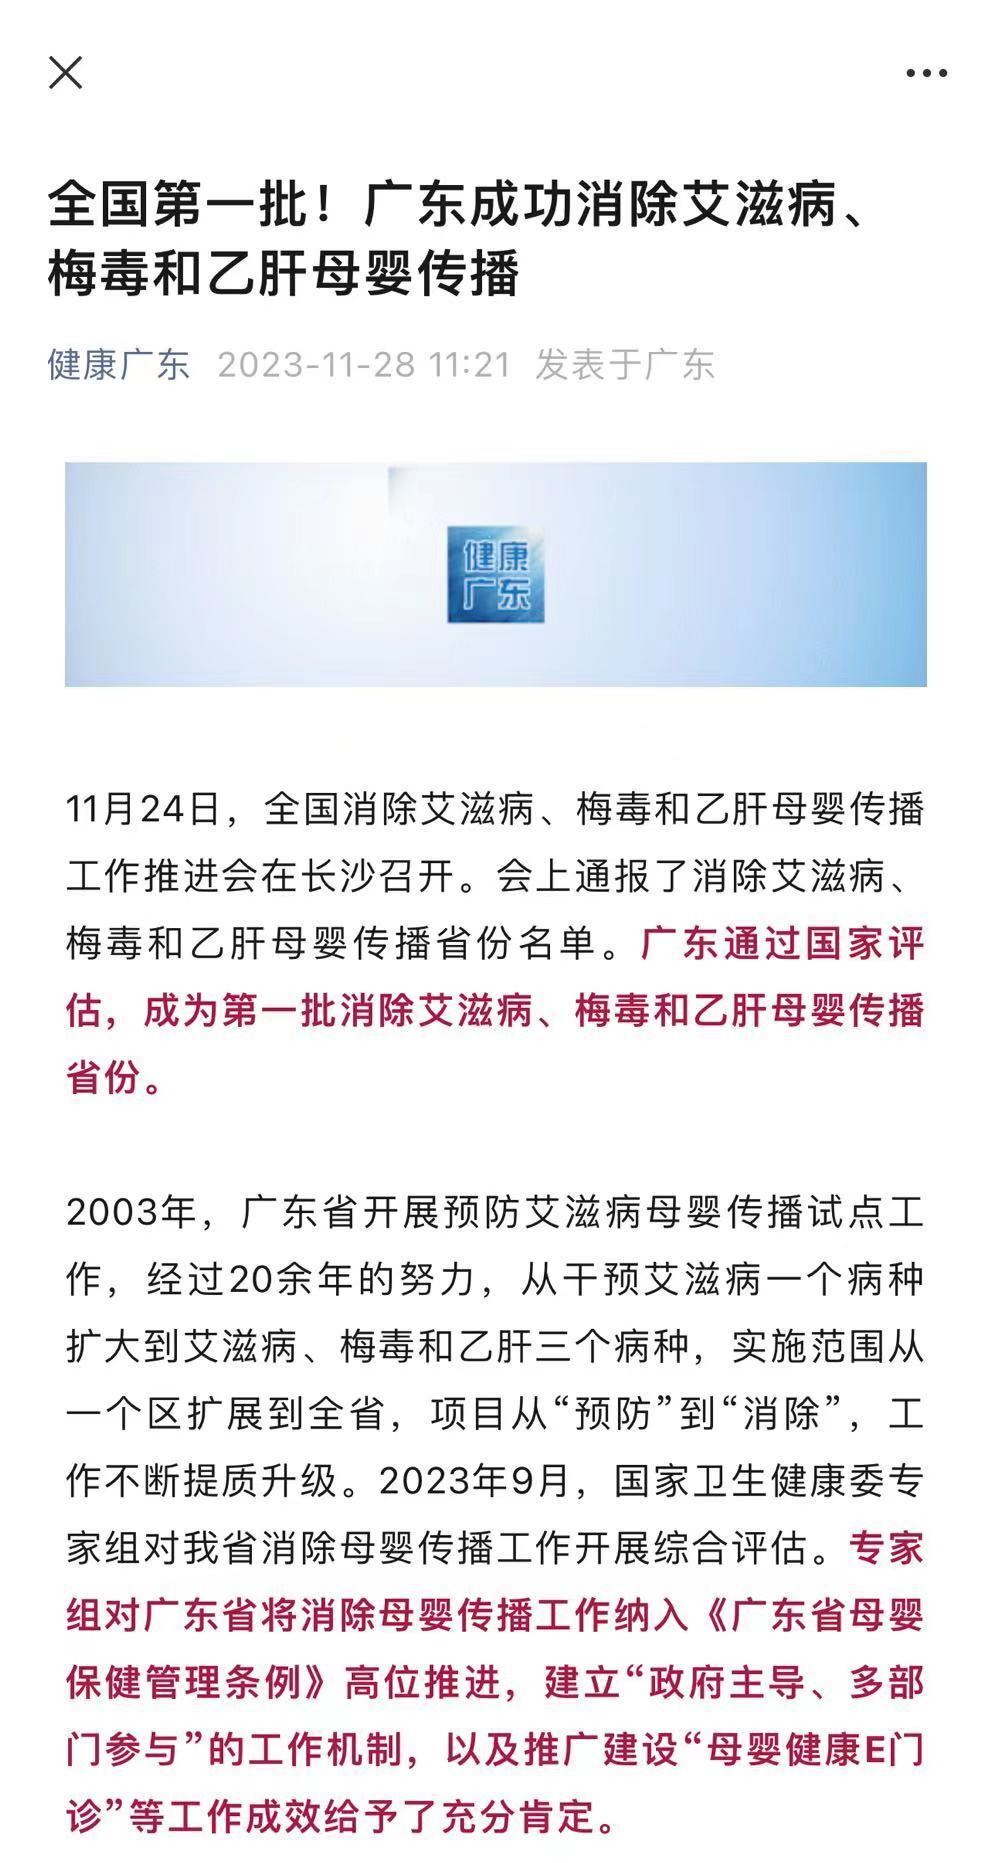 全国第一批！广东成功消除艾滋病、
梅毒和乙肝母婴传播
健康广东 2023-11-28 11:21 发表于广东
健康
广东
11月24日，全国消除艾滋病、梅毒和乙肝母婴传播
工作推进会在长沙召开。会上通报了消除艾滋病、
梅毒和乙肝母婴传播省份名单。广东通过国家评
估，成为第一批消除艾滋病、梅毒和乙肝母婴传播
省份。
2003年，广东省开展预防艾滋病母婴传播试点工
作，经过20余年的努力，从干预艾滋病一个病种
扩大到艾滋病、梅毒和乙肝三个病种，实施范围从
一个区扩展到全省，项目从“预防”到“消除”，工
作不断提质升级。2023年9月，国家卫生健康委专
家组对我省消除母婴传播工作开展综合评估。专家
组对广东省将消除母婴传播工作纳入《广东省母婴
保健管理条例》高位推进，建立“政府主导、多部
门参与”的工作机制，以及推广建设“母婴健康E门
诊”等工作成效给予了充分肯定。